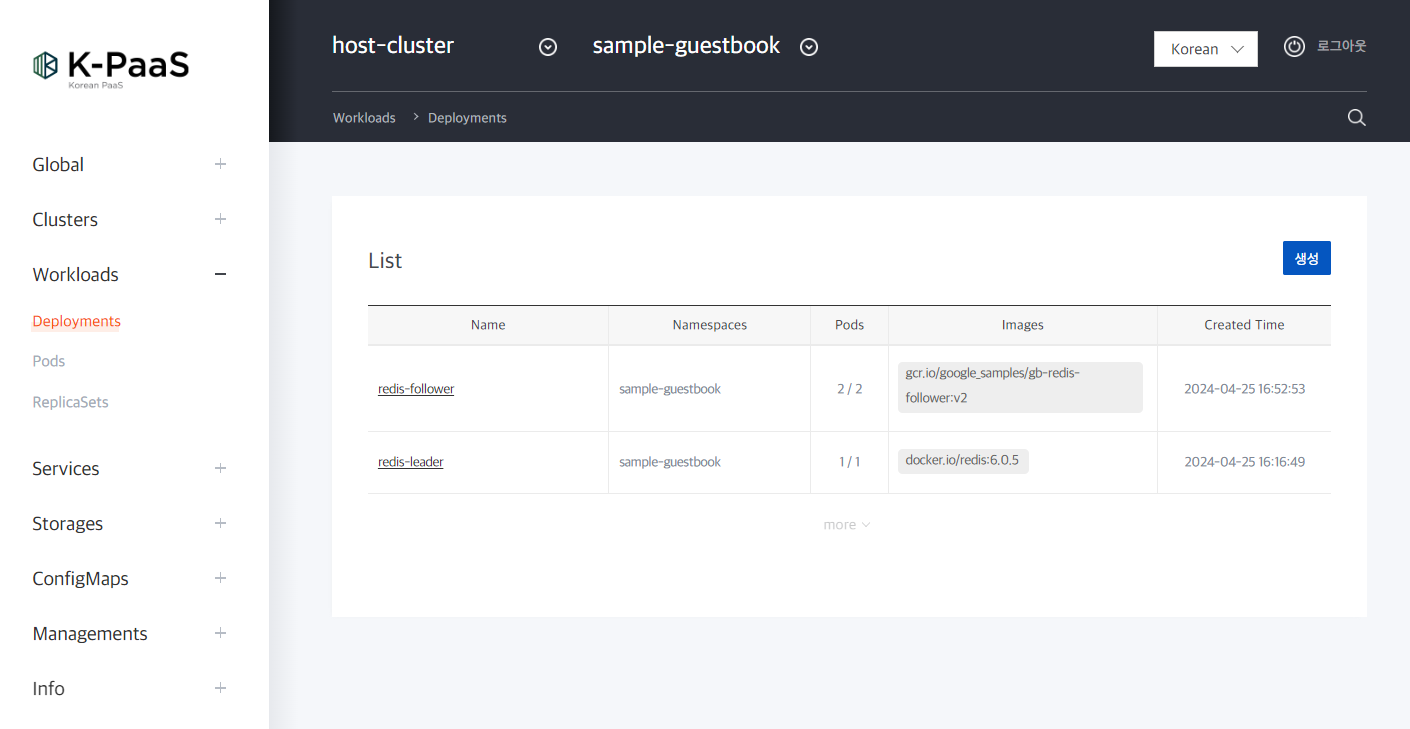 K-PaaS
Korean PaaS
host-cluster
sample-guestbook
Korean
로그아웃
Workloads > Deployments
Global
Clusters
Workloads
Deployments
Pods
ReplicaSets
Services
Storages
ConfigMaps
Managements
Info
List
생성
Name Namespaces Pods Images Created Time
redis-follower sample-guestbook 2 / 2 gcr.io/google_samples/gb-redis-
follower:v2 2024-04-25 16:52:53
redis-leader sample-guestbook 1 / 1 docker.io/redis:6.0.5 2024-04-25 16:16:49
more